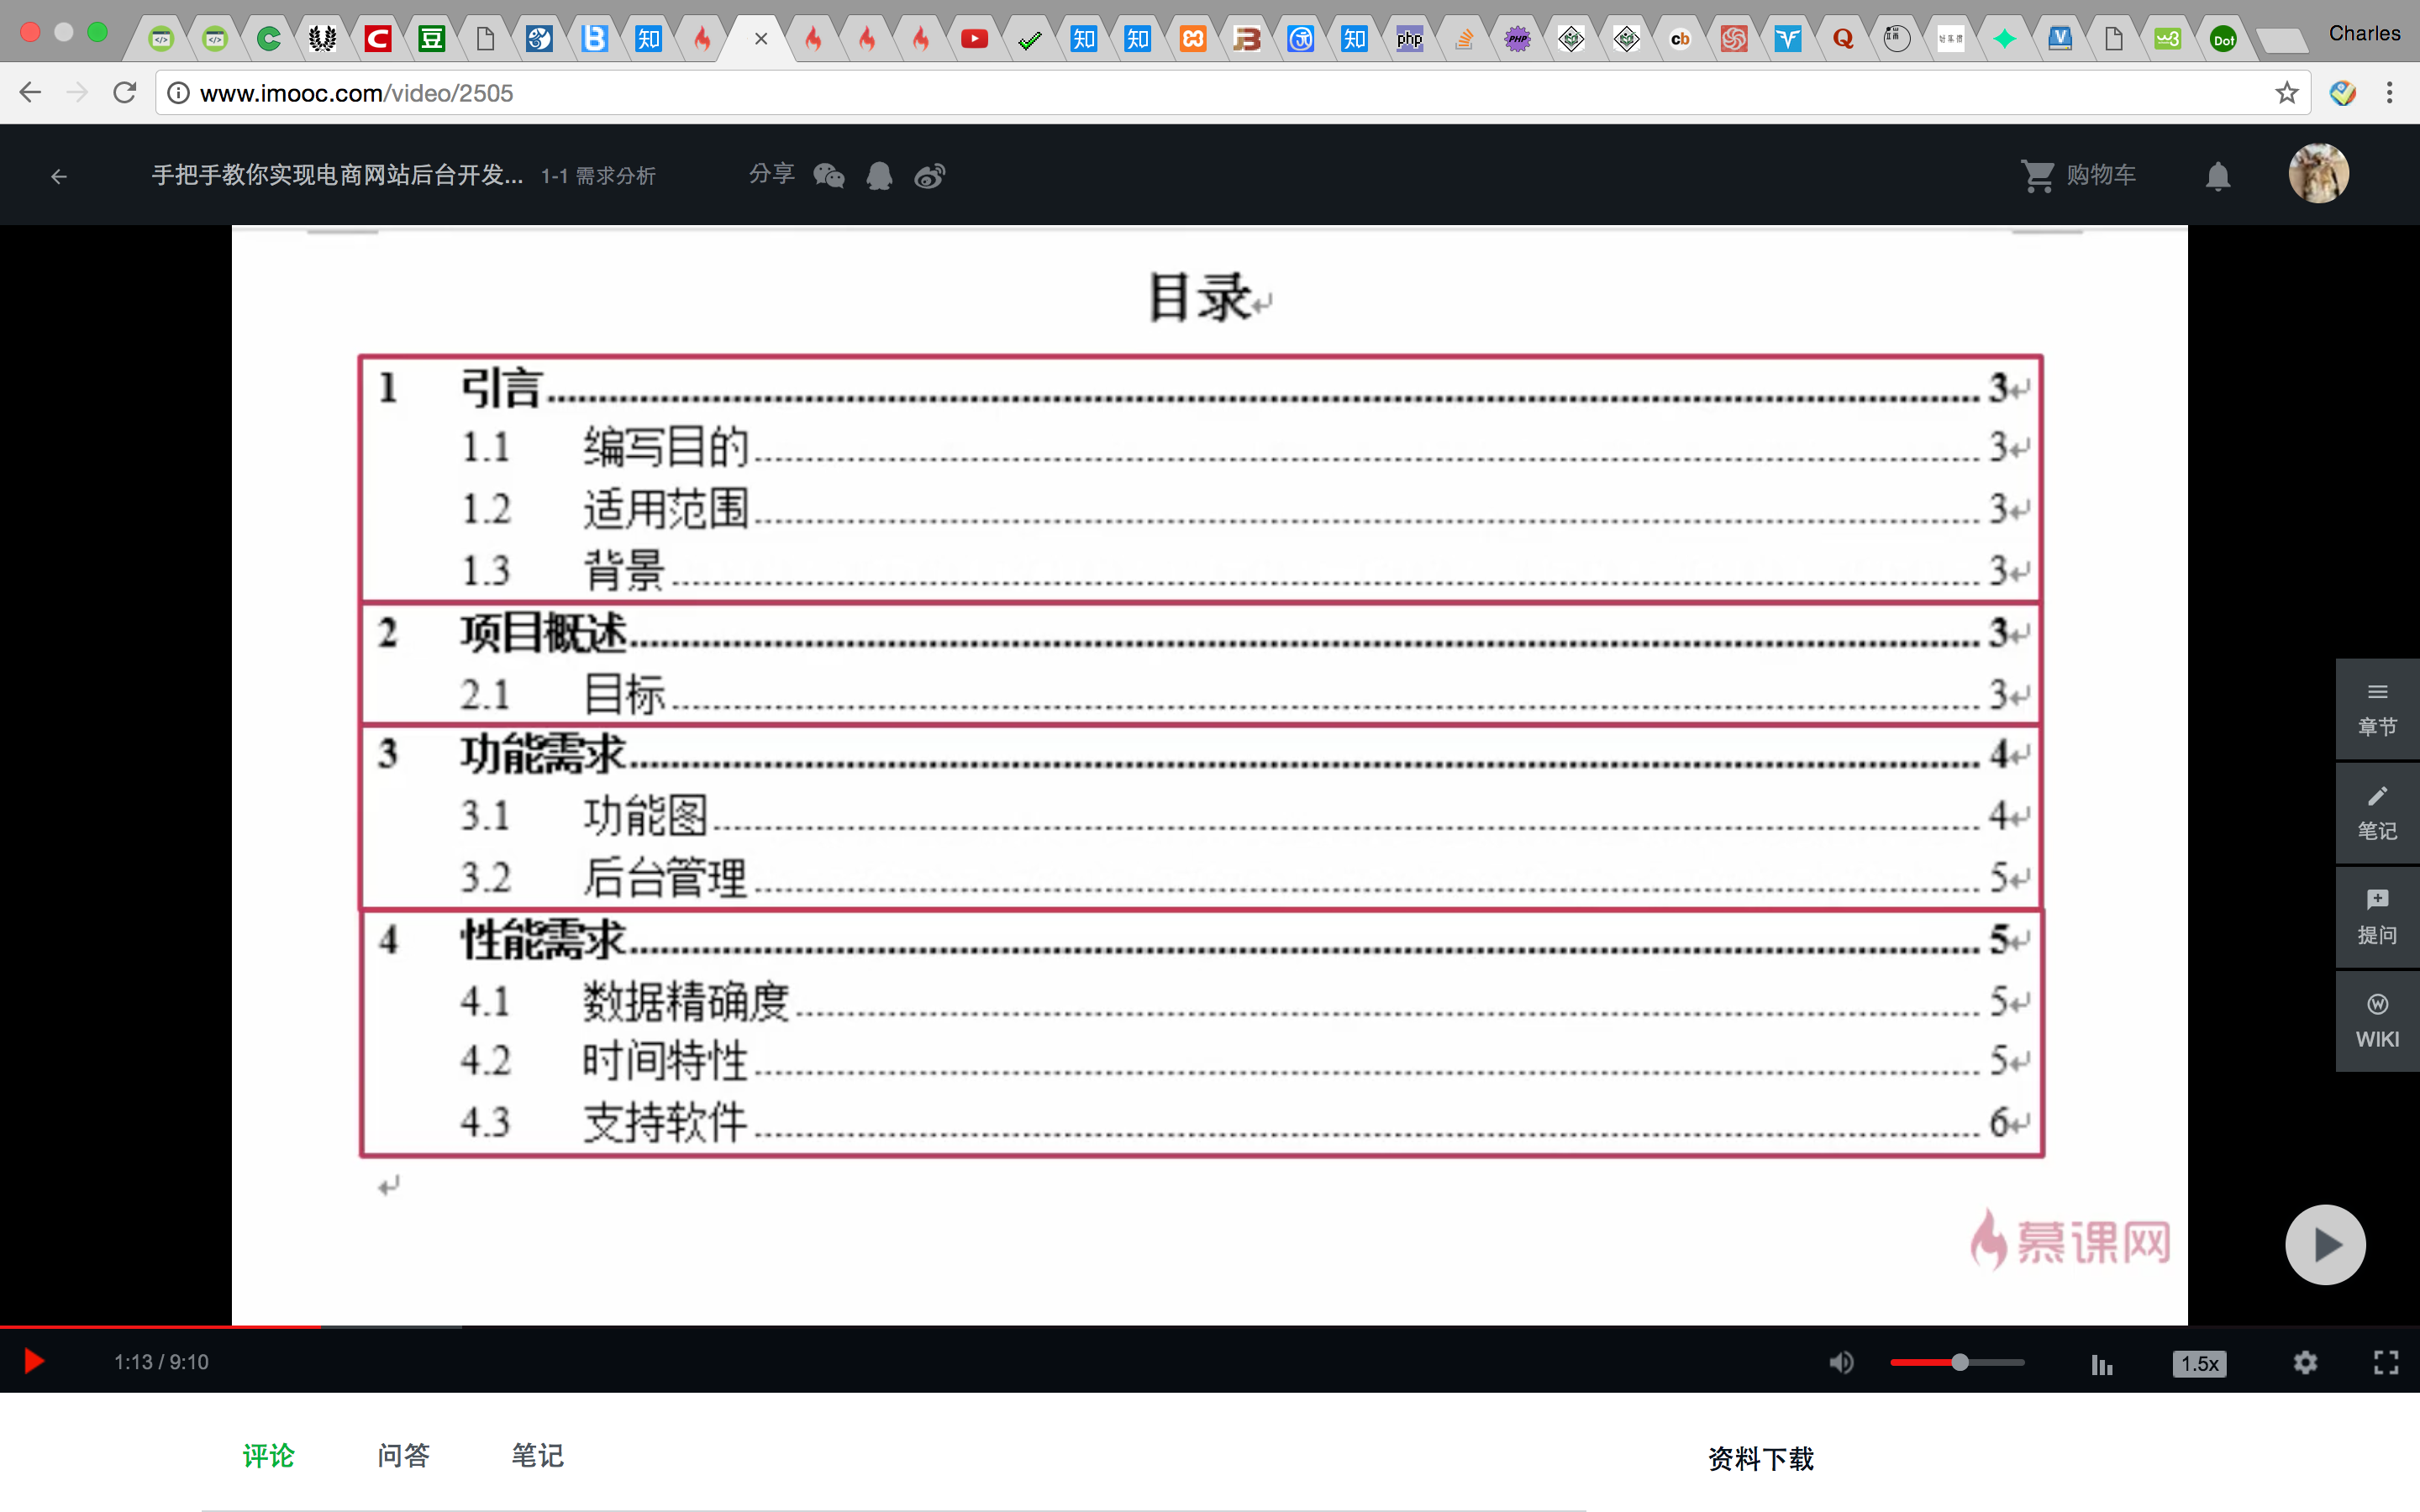 Charles
www.imooc.com/video/2505
手把手教你实现电商网站后台开发... 1-1 需求分析 分享 购物车
目录
1 引言 3
1.1 编写目的 3
1.2 适用范围 3
1.3 背景 3
2 项目概述 3
2.1 目标 3
3 功能需求 4
3.1 功能图 4
3.2 后台管理 5
4 性能需求 5
4.1 数据精确度 5
4.2 时间特性 5
4.3 支持软件 6
慕课网
章节
笔记
提问
WIKI
1:13 / 9:10 1.5x
评论 问答 笔记 资料下载